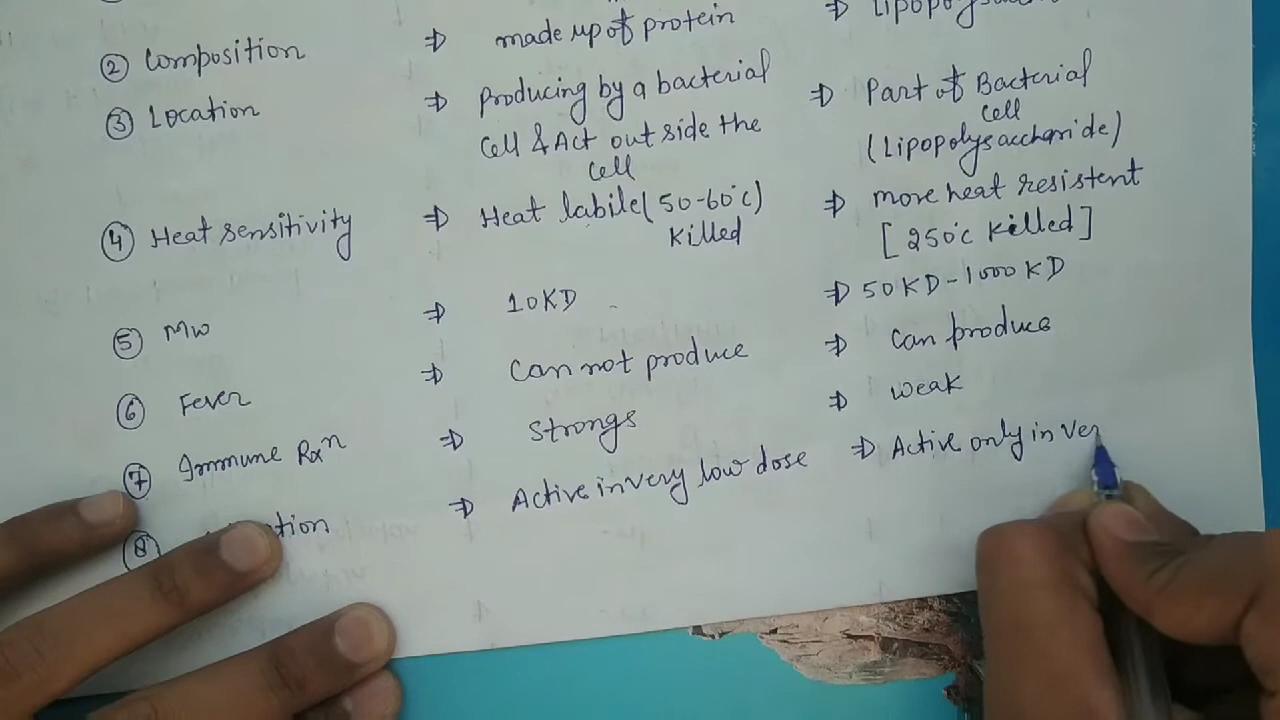 ② Composition ⇒ made up of protein ⇒
③ Location ⇒ Producing by a bacterial ⇒ Part of Bacterial
cell & Act out side the cell
cell (Lipopolysaccharide)
④ Heat sensitivity ⇒ Heat labile (50-60°c) ⇒ more heat resistent
killed [250°c killed]
⑤ Mw ⇒ 10KD ⇒ 50KD-1000KD
⑥ Fever ⇒ Can not produce ⇒ can produce
⑦ Immune Rxn ⇒ Strongs ⇒ weak
⑧ ⇒ Active in very low dose ⇒ Active only in ver